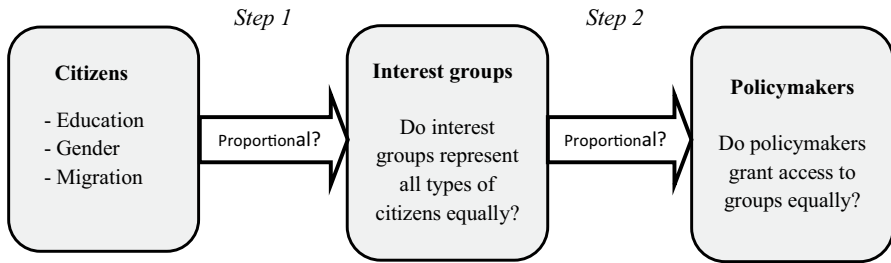 Step 1
Step 2
Citizens
- Education
- Gender
- Migration
Proportional?
Interest groups
Do interest
groups represent
all types of
citizens equally?
Proportional?
Policymakers
Do policymakers
grant access to
groups equally?